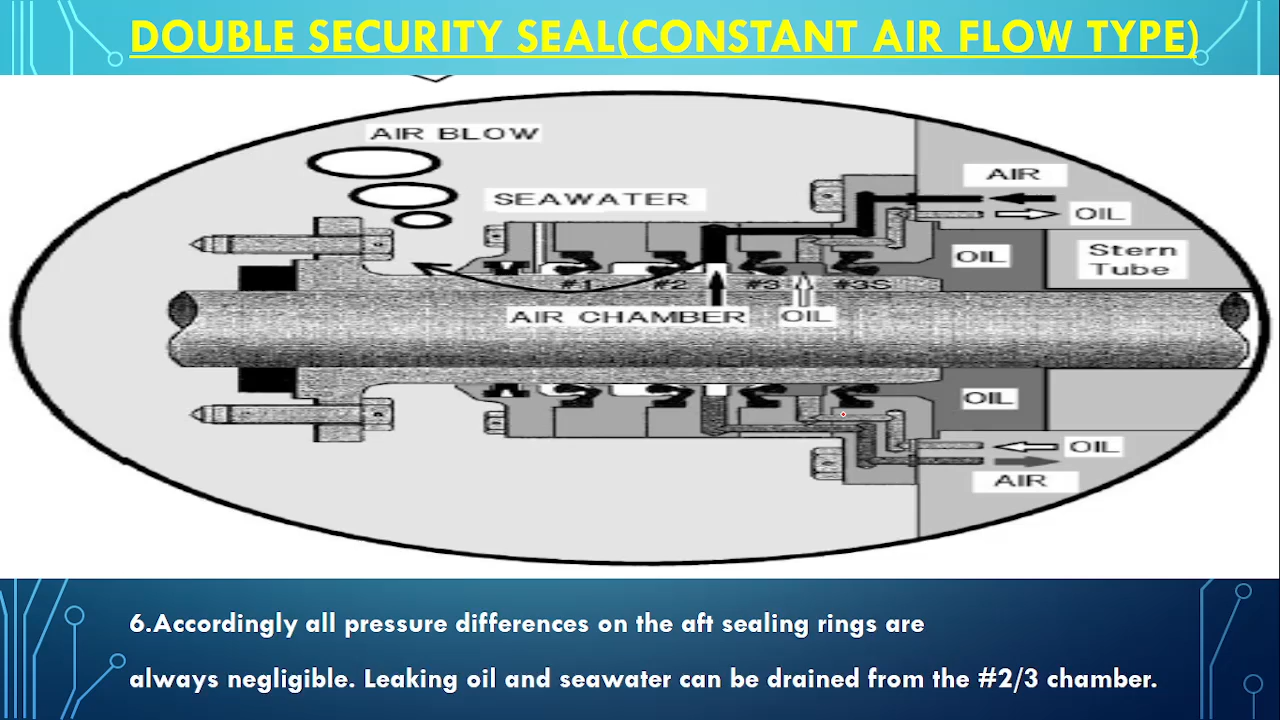 DOUBLE SECURITY SEAL(CONSTANT AIR FLOW TYPE)
AIR BLOW
SEAWATER
AIR
OIL
OIL
Stern
Tube
#1
#2
#3
#3S
AIR CHAMBER
OIL
OIL
OIL
AIR
6.Accordingly all pressure differences on the aft sealing rings are
always negligible. Leaking oil and seawater can be drained from the #2/3 chamber.